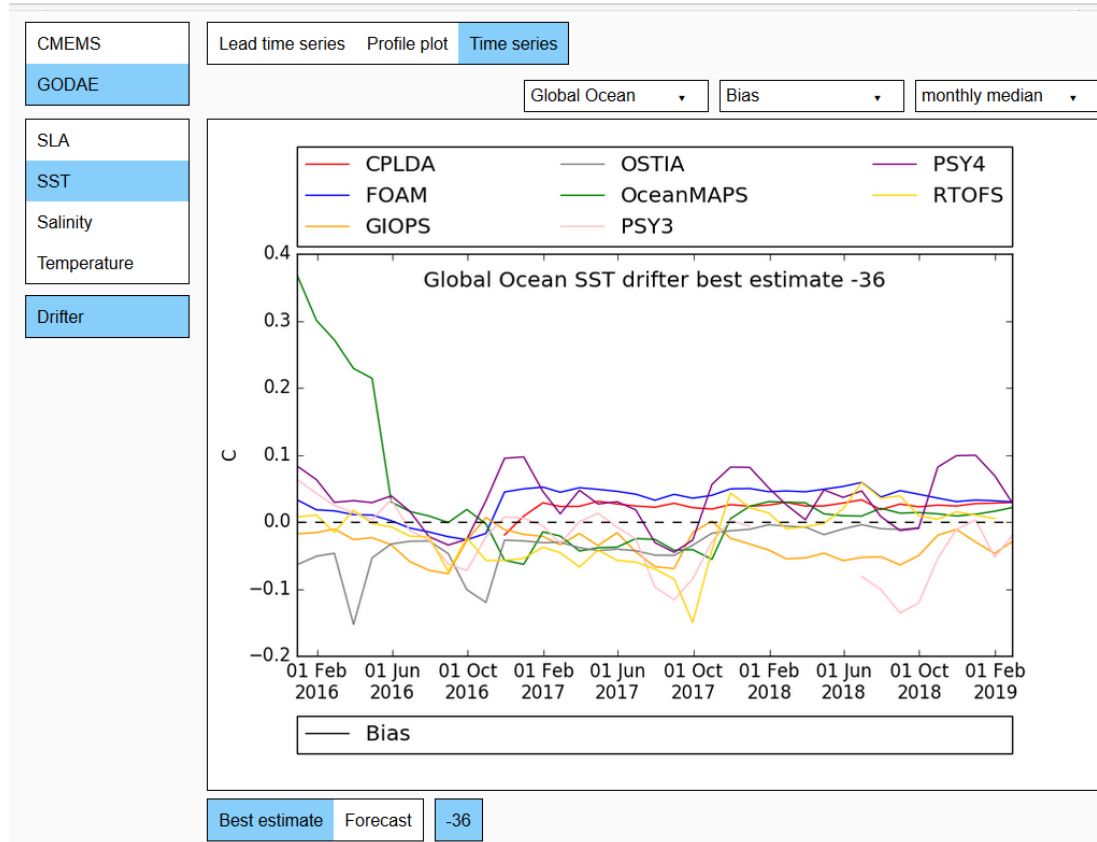 CMEMS
GODAE
SLA
SST
Salinity
Temperature
Drifter
Lead time series Profile plot Time series
Global Ocean Bias monthly median
CPLDA OSTIA PSY4
FOAM OceanMAPS RTOFS
GIOPS PSY3
Global Ocean SST drifter best estimate -36
0.4
0.3
0.2
0.1
0.0
−0.1
−0.2
C
01 Feb 01 Jun 01 Oct 01 Feb 01 Jun 01 Oct 01 Feb 01 Jun 01 Oct 01 Feb
2016 2016 2016 2017 2017 2017 2018 2018 2018 2019
Bias
Best estimate Forecast -36